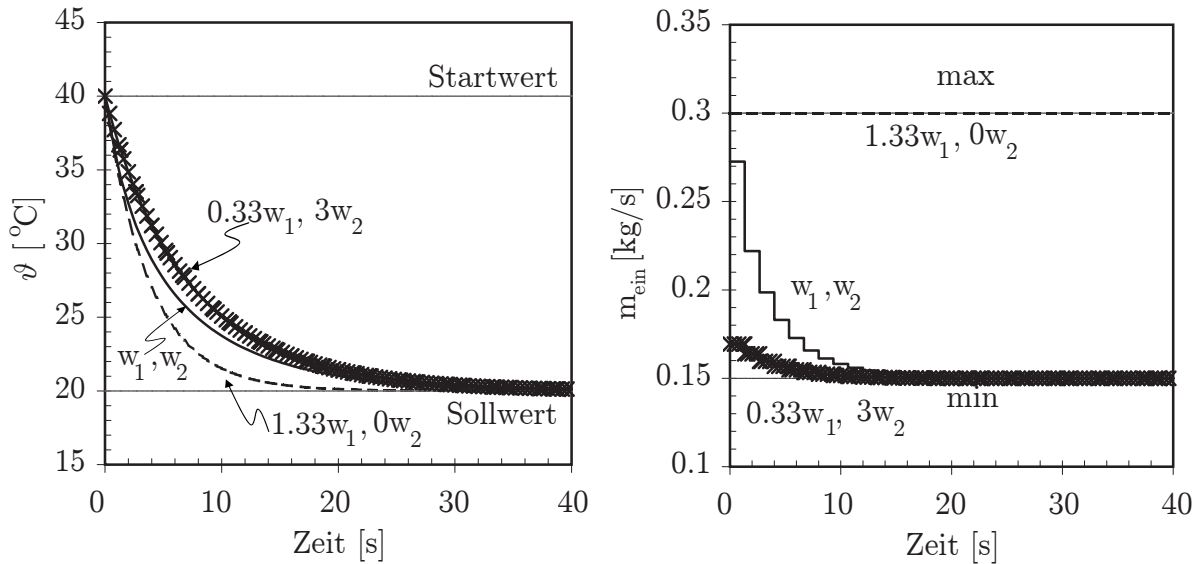 45
40
35
30
25
20
15
ϑ [°C]
Startwert
0.33w₁, 3w₂
w₁,w₂
1.33w₁, 0w₂
Sollwert
0 10 20 30 40
Zeit [s]
0.35
0.3
0.25
0.2
0.15
0.1
m_ein [kg/s]
max
1.33w₁, 0w₂
w₁,w₂
min
0.33w₁, 3w₂
0 10 20 30 40
Zeit [s]